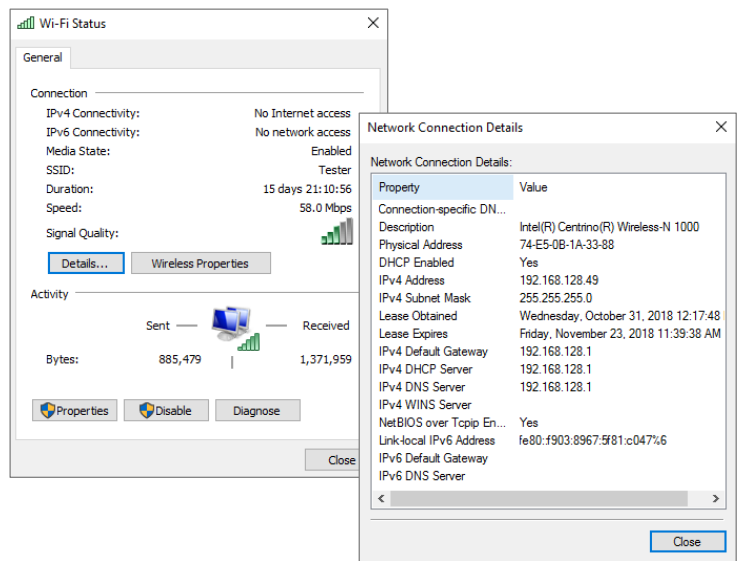 Wi-Fi Status
General
Connection
IPv4 Connectivity: No Internet access
IPv6 Connectivity: No network access
Media State: Enabled
SSID: Tester
Duration: 15 days 21:10:56
Speed: 58.0 Mbps
Signal Quality:
Details... Wireless Properties
Activity
Sent Received
Bytes: 885,479 1,371,959
Properties Disable Diagnose
Close
Network Connection Details
Network Connection Details:
Property Value
Connection-specific DN...
Description Intel(R) Centrino(R) Wireless-N 1000
Physical Address 74-E5-0B-1A-33-88
DHCP Enabled Yes
IPv4 Address 192.168.128.49
IPv4 Subnet Mask 255.255.255.0
Lease Obtained Wednesday, October 31, 2018 12:17:48
Lease Expires Friday, November 23, 2018 11:39:38 AM
IPv4 Default Gateway 192.168.128.1
IPv4 DHCP Server 192.168.128.1
IPv4 DNS Server 192.168.128.1
IPv4 WINS Server
NetBIOS over Tcpip En... Yes
Link-local IPv6 Address fe80::f903:8967:5f81:c047%6
IPv6 Default Gateway
IPv6 DNS Server
Close